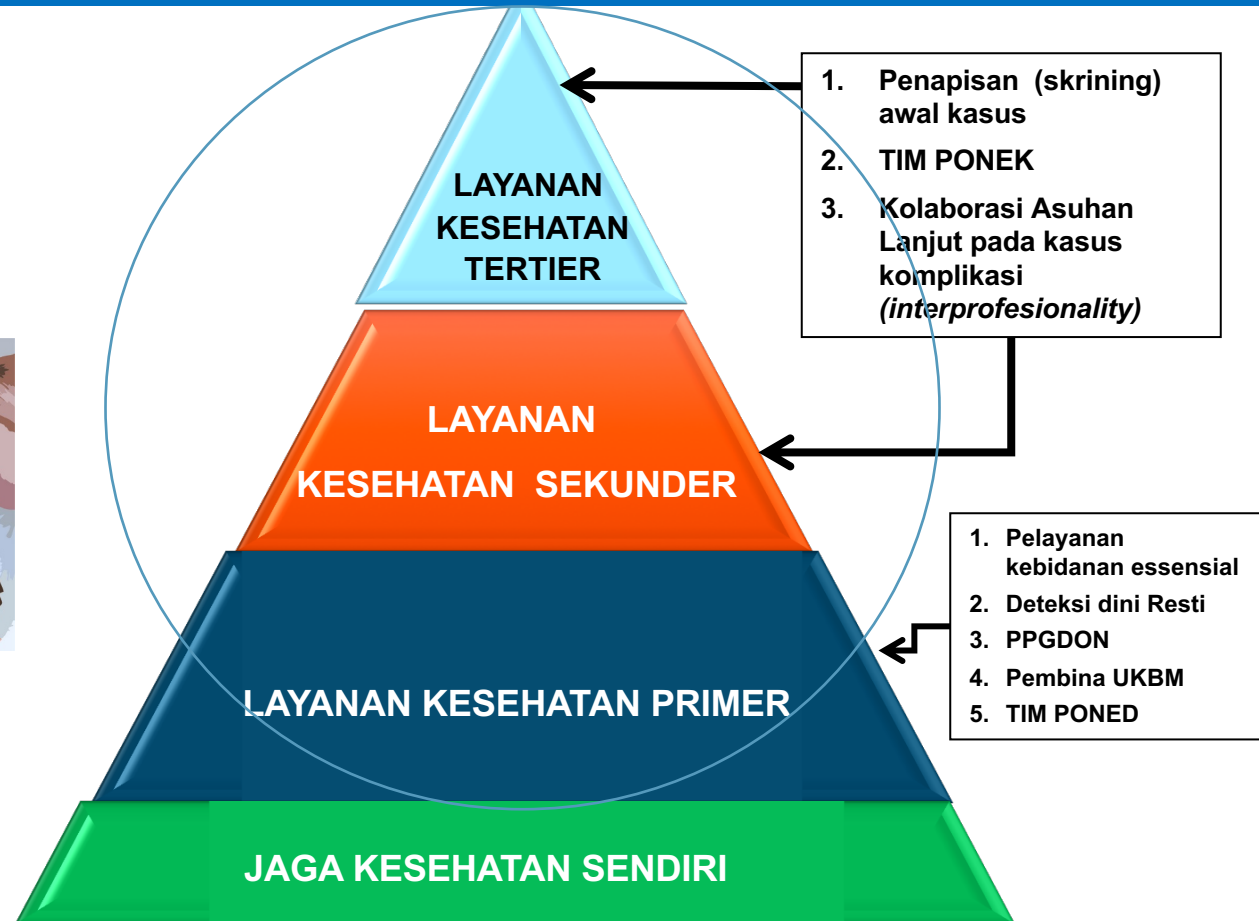 LAYANAN
KESEHATAN
TERTIER
1. Penapisan (skrining)
awal kasus
2. TIM PONEK
3. Kolaborasi Asuhan
Lanjut pada kasus
komplikasi
(interprofesionality)
LAYANAN
KESEHATAN SEKUNDER
1. Pelayanan
kebidanan essensial
2. Deteksi dini Resti
3. PPGDON
4. Pembina UKBM
5. TIM PONED
LAYANAN KESEHATAN PRIMER
JAGA KESEHATAN SENDIRI